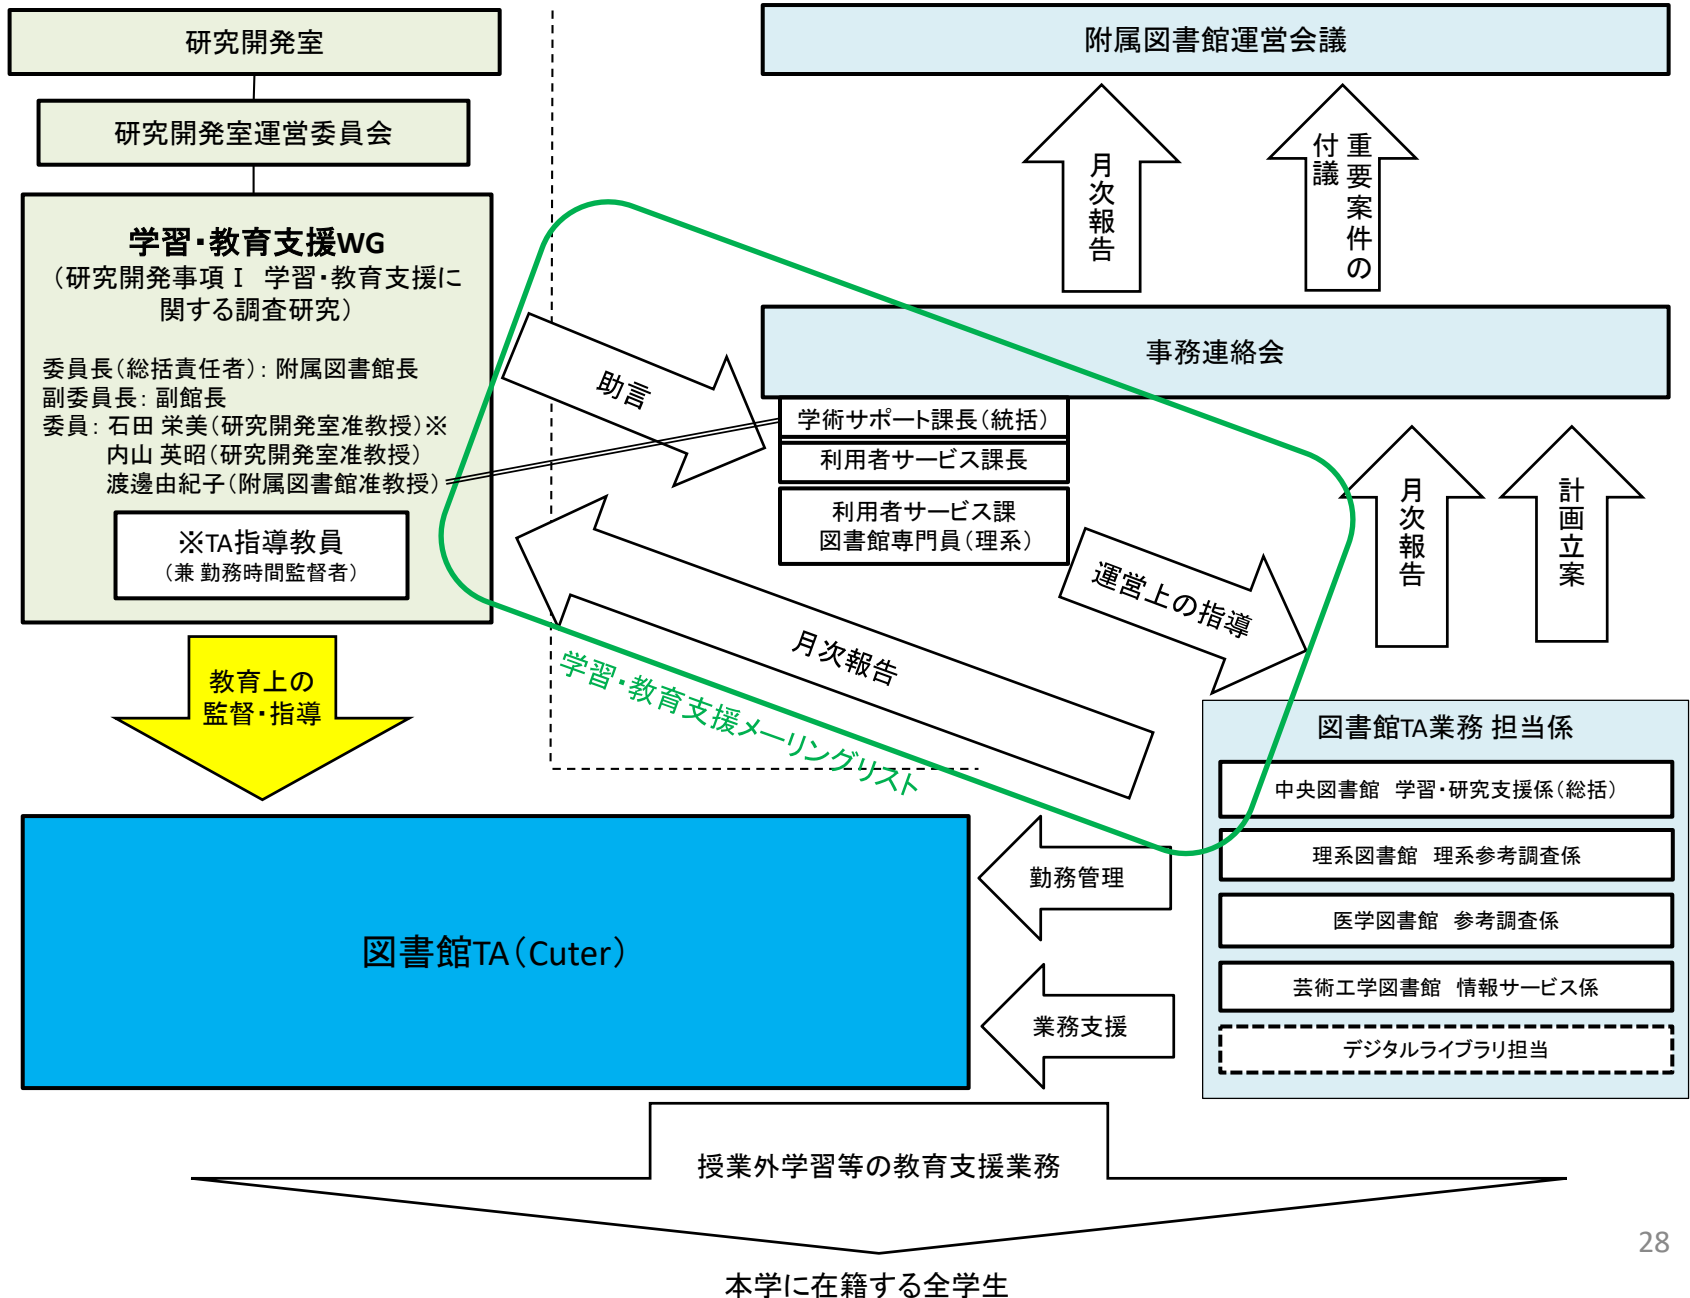 研究開発室
研究開発室運営委員会
学習・教育支援WG
（研究開発事項Ⅰ　学習・教育支援に
関する調査研究）
委員長（総括責任者）：附属図書館長
副委員長：副館長
委員：石田 栄美（研究開発室准教授）※
内山 英昭（研究開発室准教授）
渡邊由紀子（附属図書館准教授）
※TA指導教員
（兼 勤務時間監督者）
教育上の
監督・指導
附属図書館運営会議
月次報告
重要案件の
付議
事務連絡会
助言
学術サポート課長（統括）
利用者サービス課長
利用者サービス課
図書館専門員（理系）
運営上の指導
月次報告
月次報告
計画立案
学習・教育支援メーリングリスト
図書館TA業務 担当係
中央図書館　学習・研究支援係（総括）
理系図書館　理系参考調査係
医学図書館　参考調査係
芸術工学図書館　情報サービス係
デジタルライブラリ担当
勤務管理
業務支援
図書館TA（Cuter）
授業外学習等の教育支援業務
本学に在籍する全学生
28